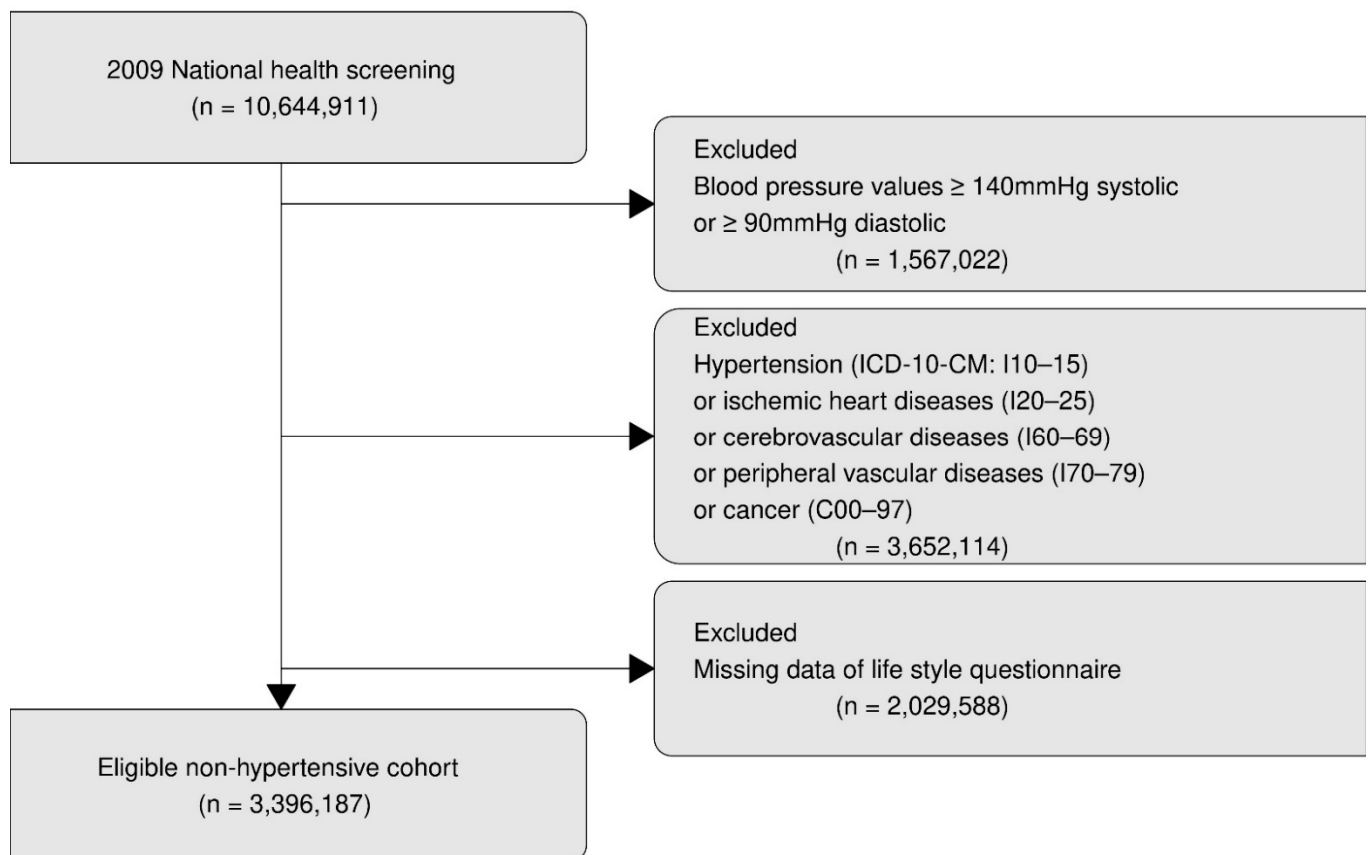 2009 National health screening
(n = 10,644,911)
Excluded
Blood pressure values ≥ 140mmHg systolic
or ≥ 90mmHg diastolic
(n = 1,567,022)
Excluded
Hypertension (ICD-10-CM: I10–15)
or ischemic heart diseases (I20–25)
or cerebrovascular diseases (I60–69)
or peripheral vascular diseases (I70–79)
or cancer (C00–97)
(n = 3,652,114)
Excluded
Missing data of life style questionnaire
(n = 2,029,588)
Eligible non-hypertensive cohort
(n = 3,396,187)